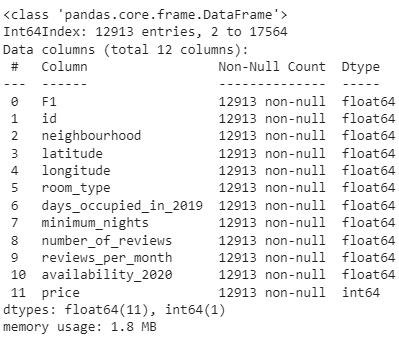 <class 'pandas.core.frame.DataFrame'>
Int64Index: 12913 entries, 2 to 17564
Data columns (total 12 columns):
 #   Column                 Non-Null Count  Dtype
---  ------                 --------------  -----
 0   F1                     12913 non-null  float64
 1   id                     12913 non-null  float64
 2   neighbourhood          12913 non-null  float64
 3   latitude               12913 non-null  float64
 4   longitude              12913 non-null  float64
 5   room_type              12913 non-null  float64
 6   days_occupied_in_2019  12913 non-null  float64
 7   minimum_nights         12913 non-null  float64
 8   number_of_reviews      12913 non-null  float64
 9   reviews_per_month      12913 non-null  float64
 10  availability_2020      12913 non-null  float64
 11  price                  12913 non-null  int64
dtypes: float64(11), int64(1)
memory usage: 1.8 MB